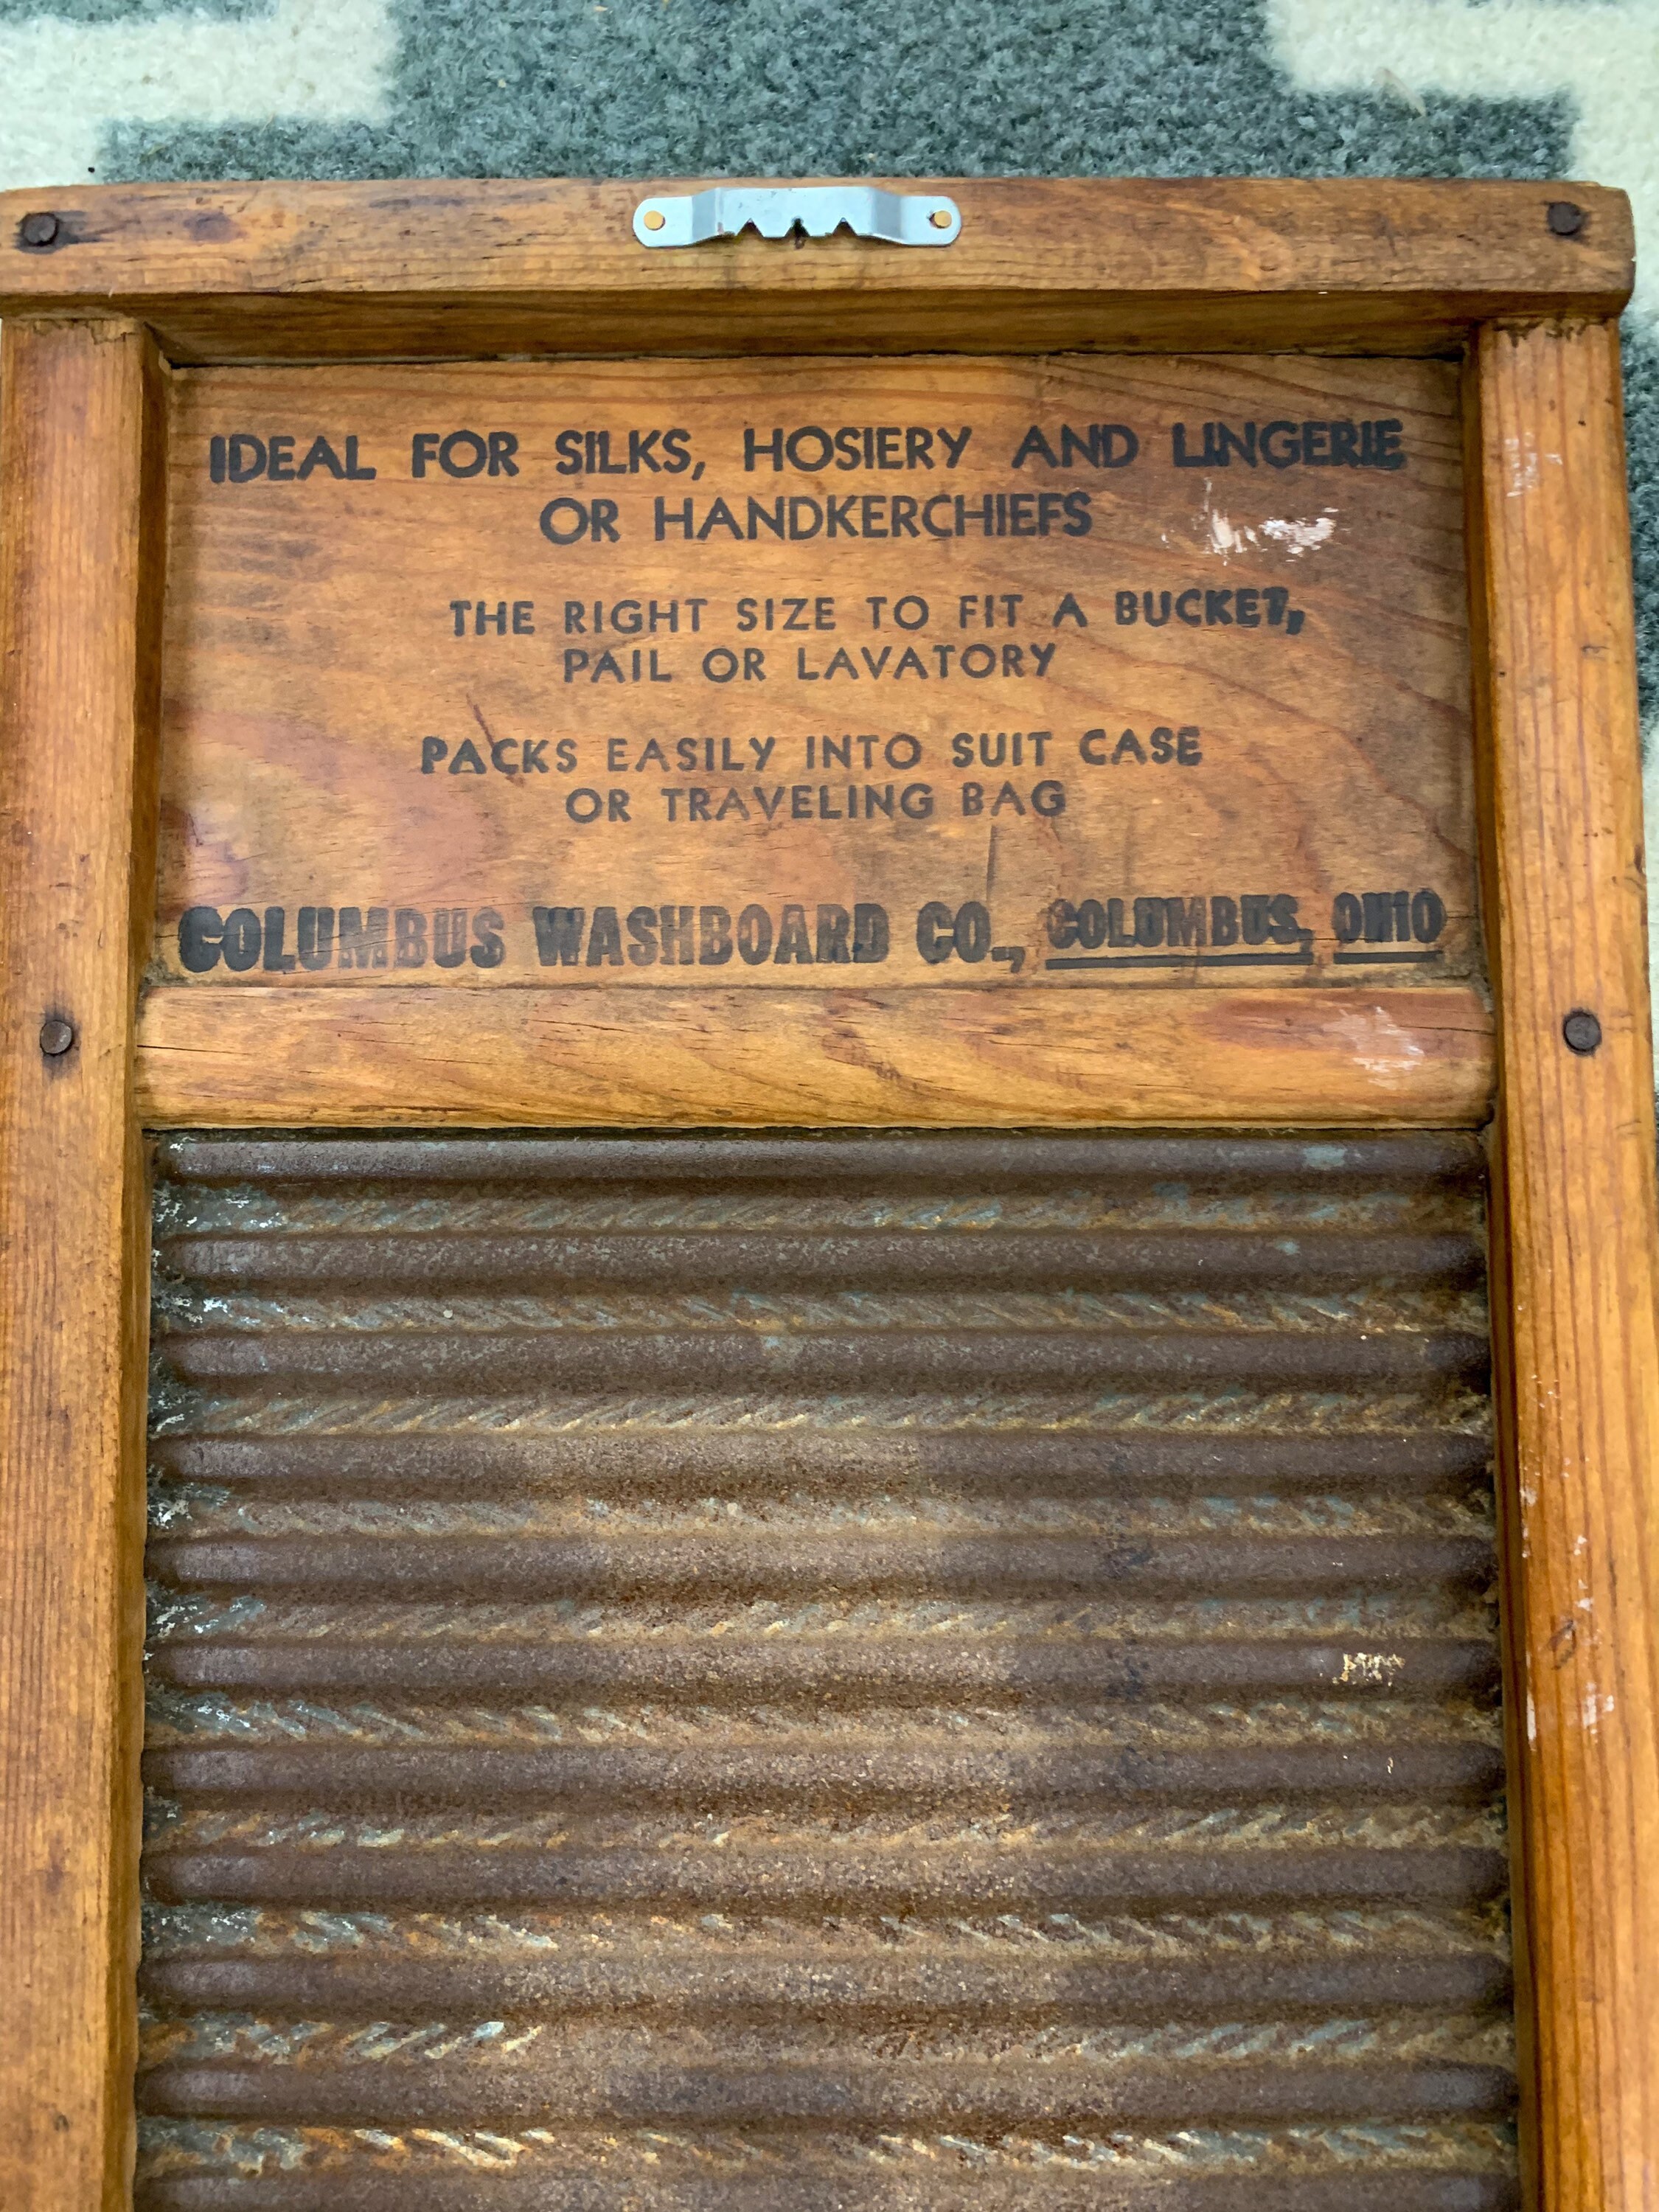 IDEAL FOR SILKS, HOSIERY AND LINGERIE
OR HANDKERCHIEFS
THE RIGHT SIZE TO FIT A BUCKET,
PAIL OR LAVATORY
PACKS EASILY INTO SUIT CASE
OR TRAVELING BAG
COLUMBUS WASHBOARD CO., COLUMBUS, OHIO